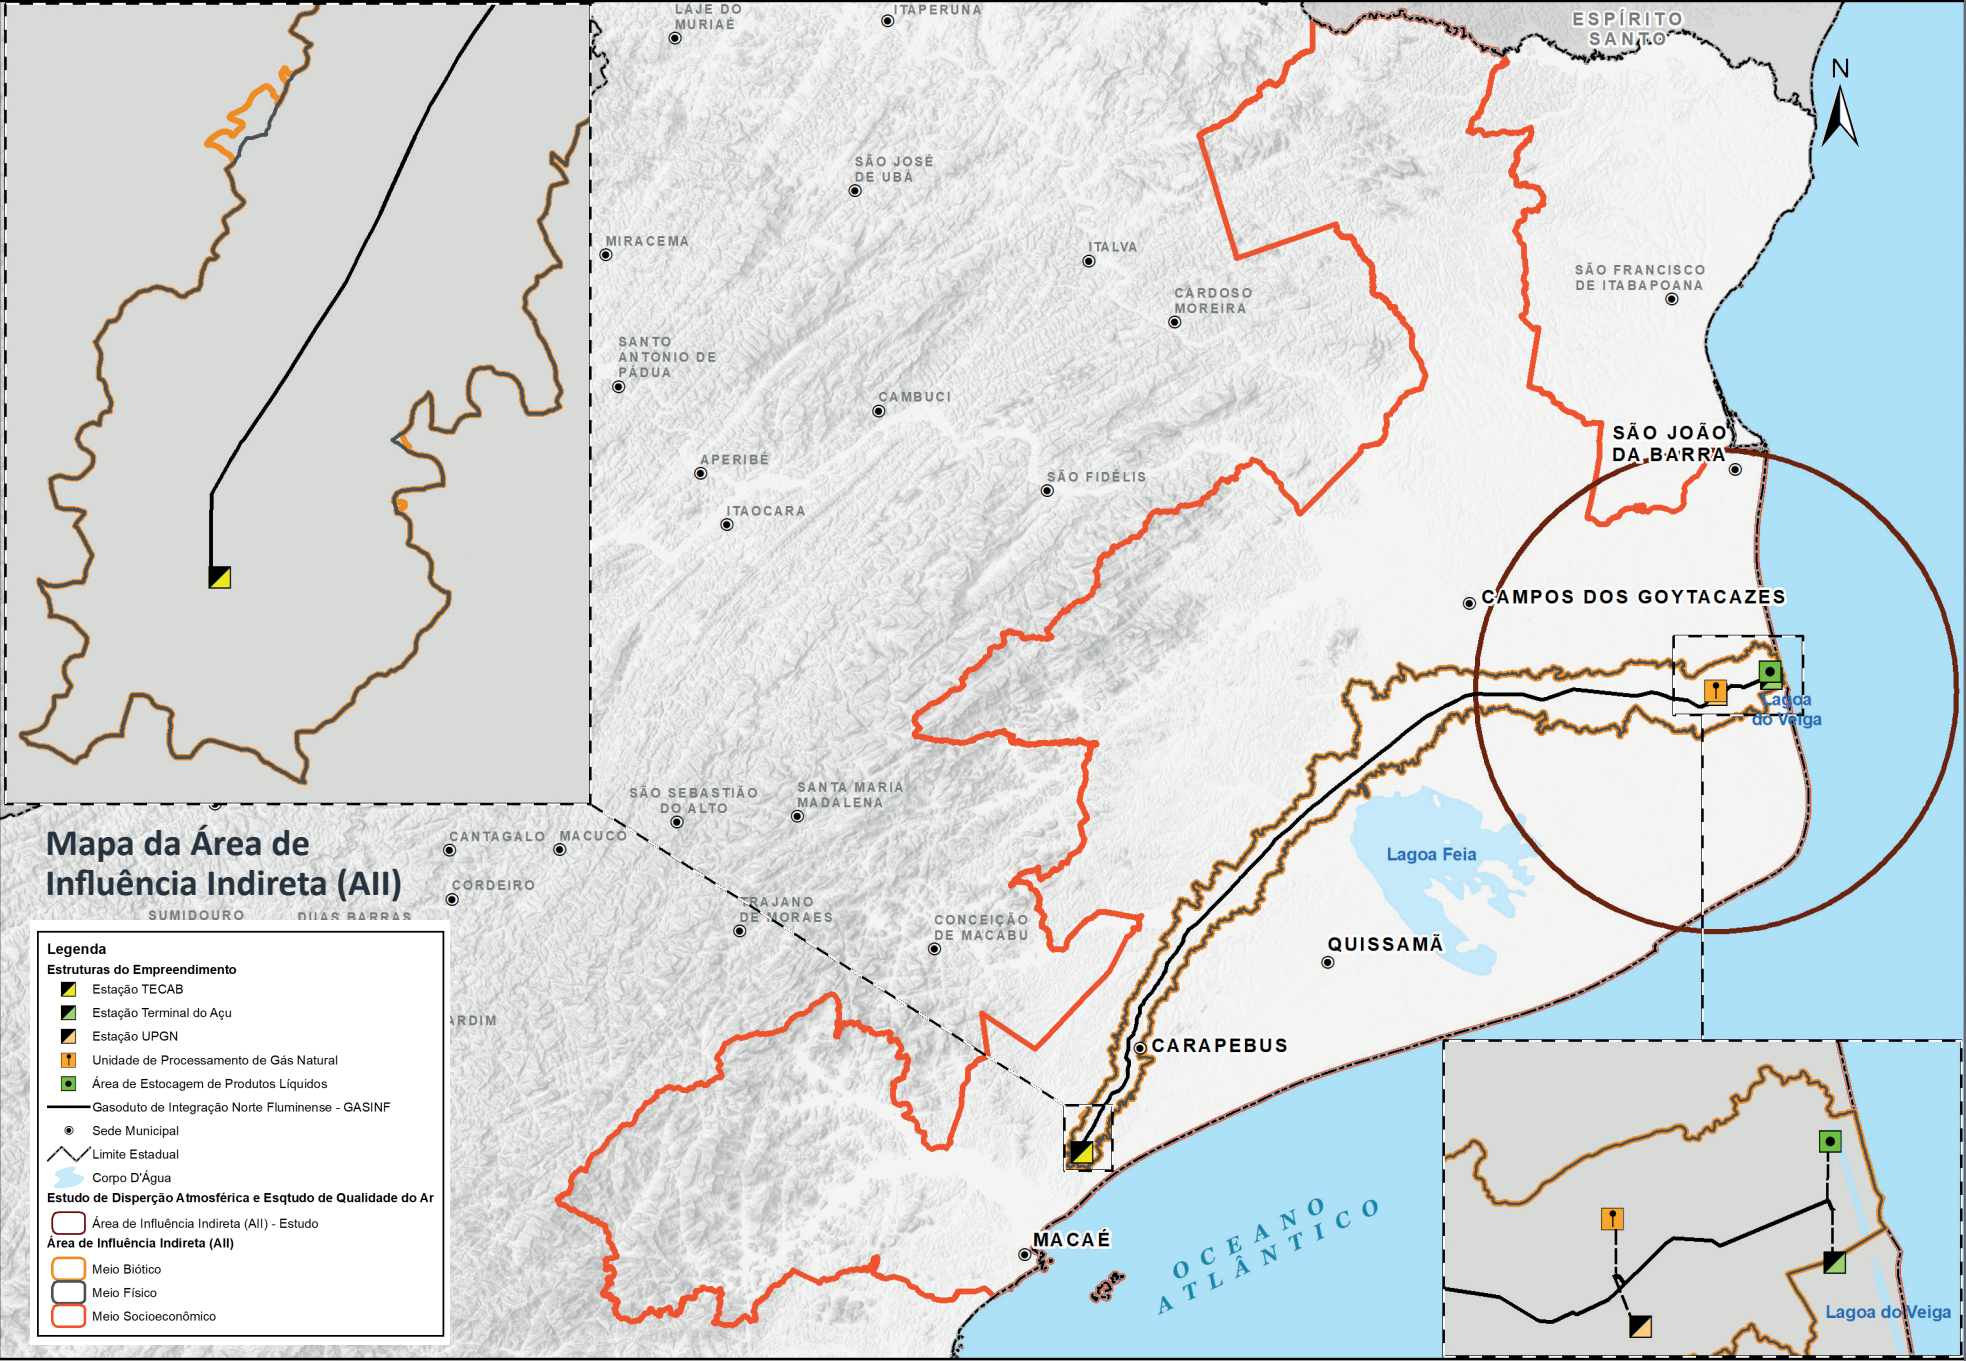 LAJE DO
MURIAÉ
ITAPERUNA
ESPÍRITO
SANTO
N
SÃO JOSÉ
DE UBÁ
MIRACEMA
ITALVA
SÃO FRANCISCO
DE ITABAPOANA
CARDOSO
MOREIRA
SANTO
ANTÔNIO DE
PÁDUA
CAMBUCI
SÃO JOÃO
DA BARRA
APERIBÉ
SÃO FIDÉLIS
ITAOCARA
CAMPOS DOS GOYTACAZES
Lagoa
do Veiga
SÃO SEBASTIÃO
DO ALTO
SANTA MARIA
MADALENA
CANTAGALO
MACUCO
Lagoa Feia
CORDEIRO
TRAJANO
DE MORAES
CONCEIÇÃO
DE MACABU
QUISSAMÃ
SUMIDOURO
DUAS BARRAS
ARDIM
CARAPEBUS
MACAÉ
OCEANO
ATLÂNTICO
Lagoa do Veiga
Mapa da Área de
Influência Indireta (AII)
Legenda
Estruturas do Empreendimento
Estação TECAB
Estação Terminal do Açu
Estação UPGN
Unidade de Processamento de Gás Natural
Área de Estocagem de Produtos Líquidos
Gasoduto de Integração Norte Fluminense - GASINF
Sede Municipal
Limite Estadual
Corpo D'Água
Estudo de Disperção Atmosférica e Esqtudo de Qualidade do Ar
Área de Influência Indireta (AII) - Estudo
Área de Influência Indireta (AII)
Meio Biótico
Meio Físico
Meio Socioeconômico